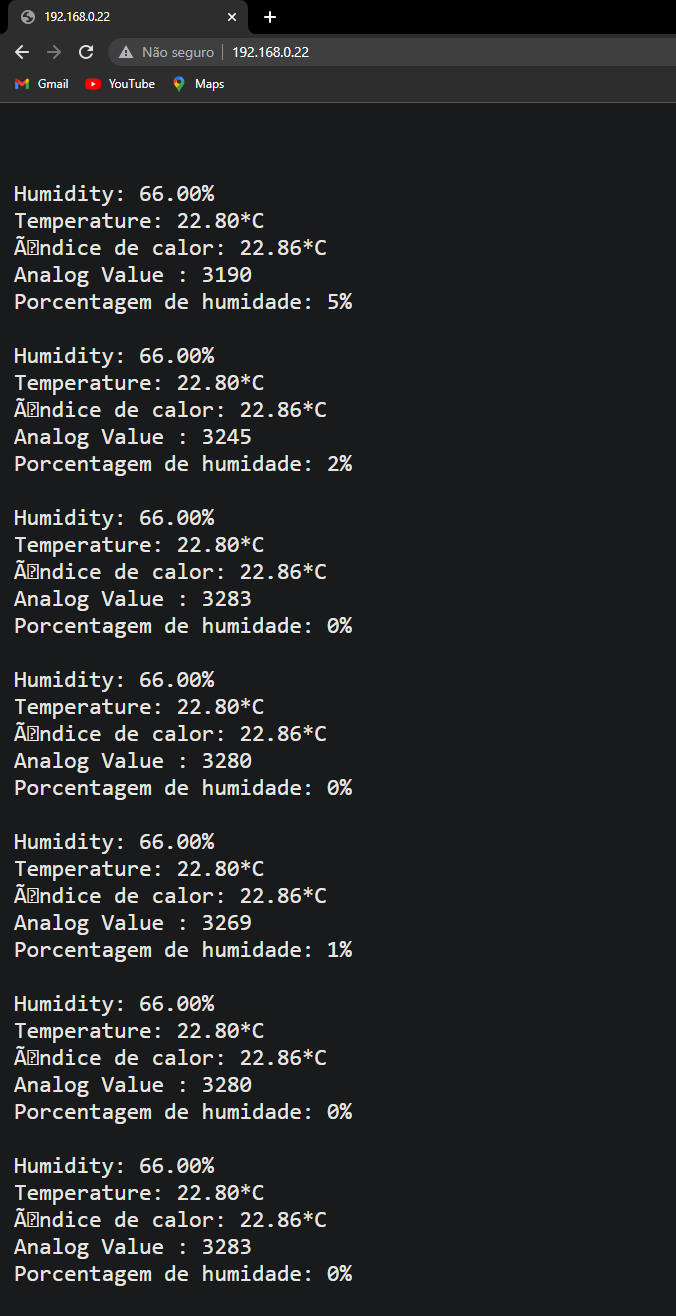 192.168.0.22
Não seguro | 192.168.0.22
Gmail YouTube Maps
Humidity: 66.00%
Temperature: 22.80*C
Ã�ndice de calor: 22.86*C
Analog Value : 3190
Porcentagem de humidade: 5%
Humidity: 66.00%
Temperature: 22.80*C
Ã�ndice de calor: 22.86*C
Analog Value : 3245
Porcentagem de humidade: 2%
Humidity: 66.00%
Temperature: 22.80*C
Ã�ndice de calor: 22.86*C
Analog Value : 3283
Porcentagem de humidade: 0%
Humidity: 66.00%
Temperature: 22.80*C
Ã�ndice de calor: 22.86*C
Analog Value : 3280
Porcentagem de humidade: 0%
Humidity: 66.00%
Temperature: 22.80*C
Ã�ndice de calor: 22.86*C
Analog Value : 3269
Porcentagem de humidade: 1%
Humidity: 66.00%
Temperature: 22.80*C
Ã�ndice de calor: 22.86*C
Analog Value : 3280
Porcentagem de humidade: 0%
Humidity: 66.00%
Temperature: 22.80*C
Ã�ndice de calor: 22.86*C
Analog Value : 3283
Porcentagem de humidade: 0%